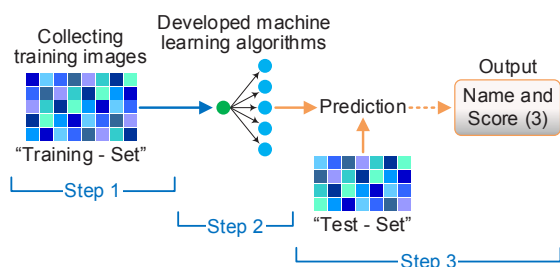 Collecting
training images
"Training - Set"
Step 1
Developed machine
learning algorithms
Step 2
Prediction
"Test - Set"
Output
Name and
Score (3)
Step 3